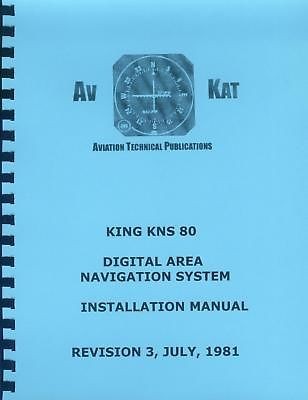 AV KAT
AVIATION TECHNICAL PUBLICATIONS
KING KNS 80
DIGITAL AREA
NAVIGATION SYSTEM
INSTALLATION MANUAL
REVISION 3, JULY, 1981